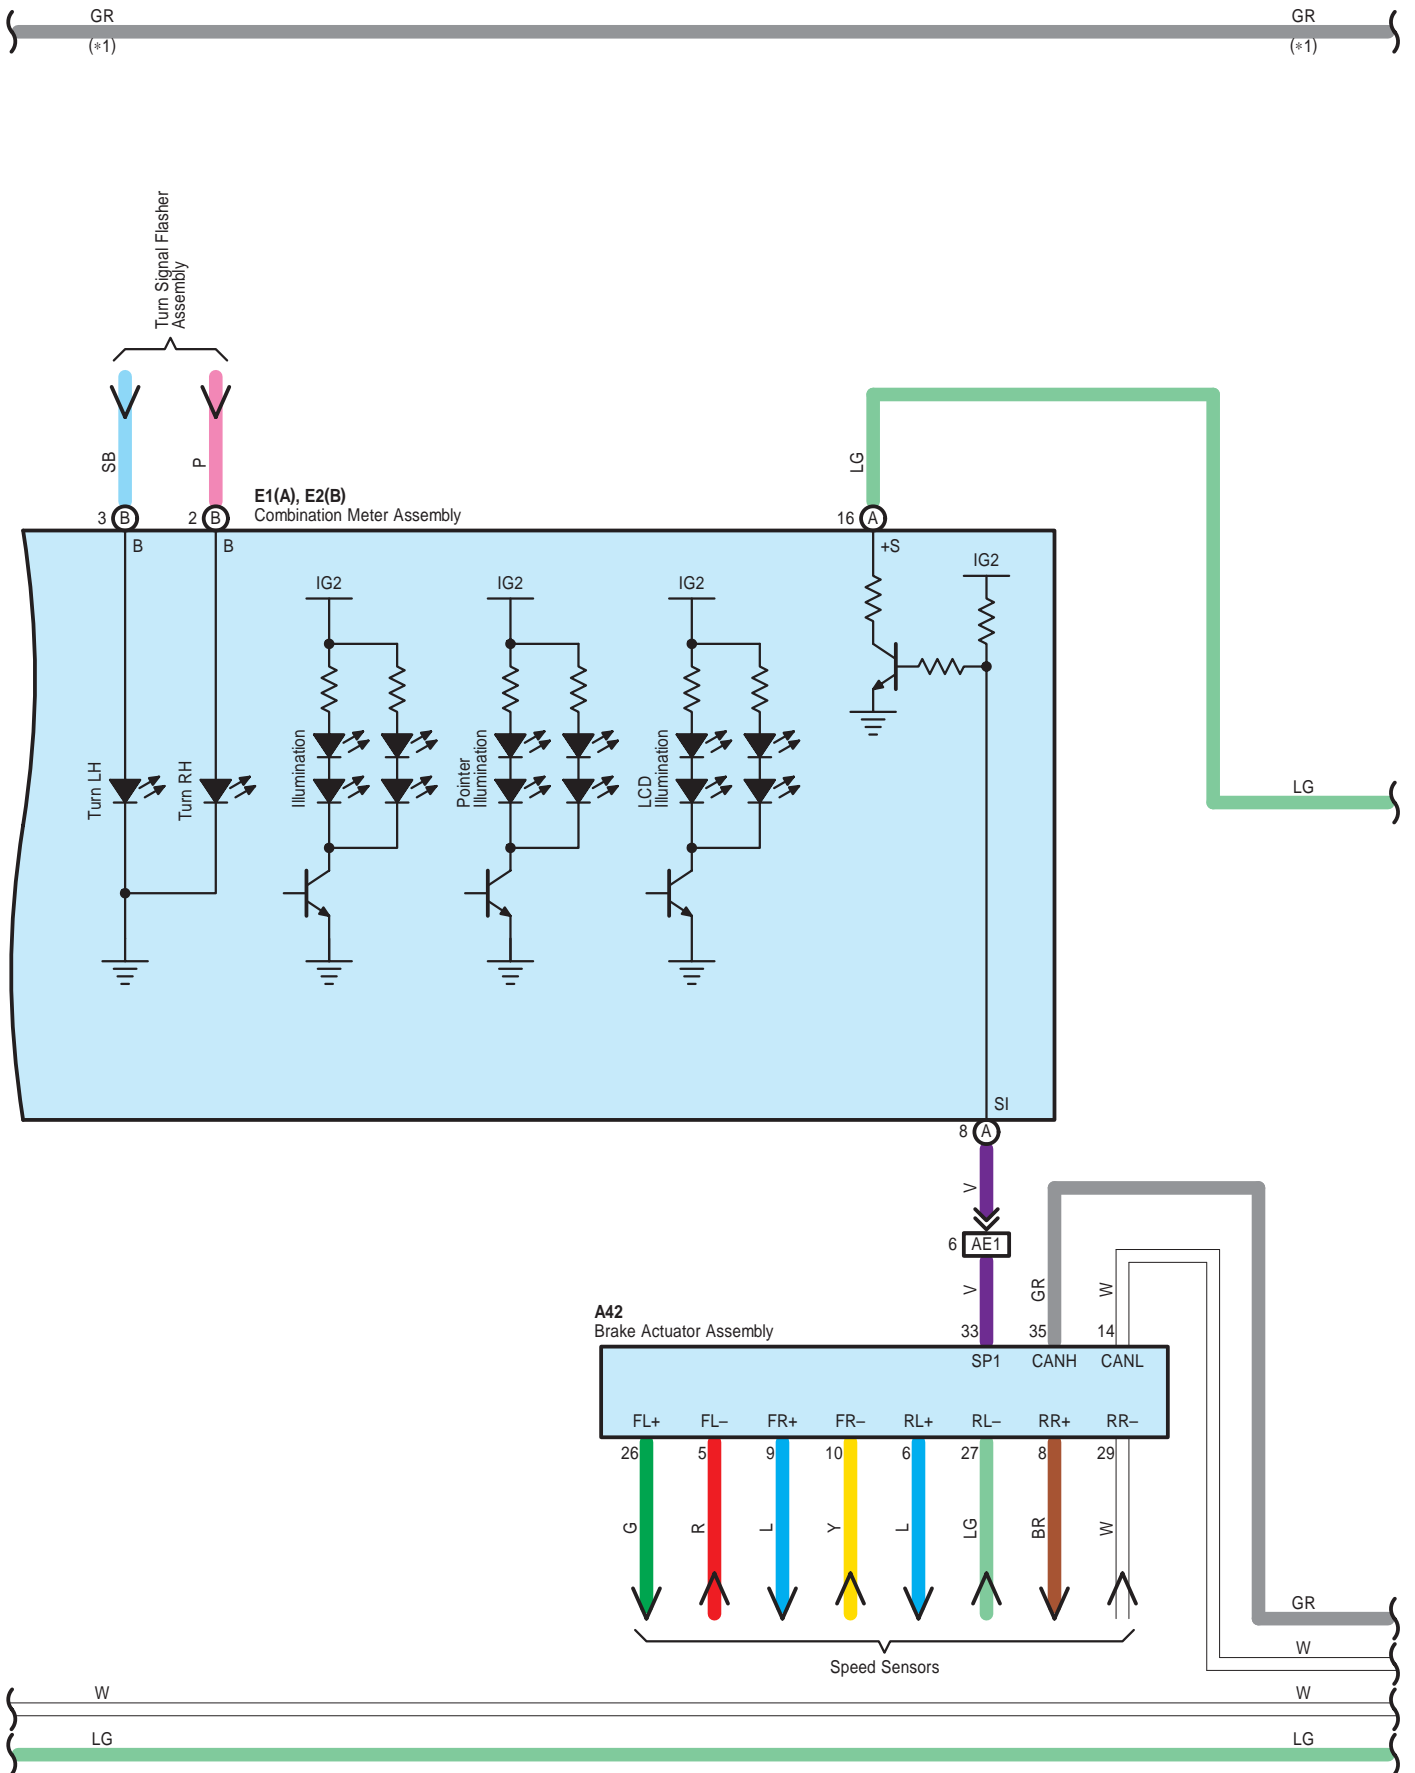 GR GR
(*1) (*1)
Turn Signal Flasher
Assembly
SB P LG
E1(A), E2(B)
Combination Meter Assembly
3 B 2 B 16 A
B B +S
IG2 IG2 IG2 IG2
Turn LH Turn RH Illumination
Pointer
Illumination
LCD
Illumination
LG
SI
8 A
V
6 AE1
V GR W
A42
Brake Actuator Assembly
33 35 14
SP1 CANH CANL
FL+ FL– FR+ FR– RL+ RL– RR+ RR–
26 5 9 10 6 27 8 29
G R L Y L LG BR W
Speed Sensors
GR
W
W W
LG LG